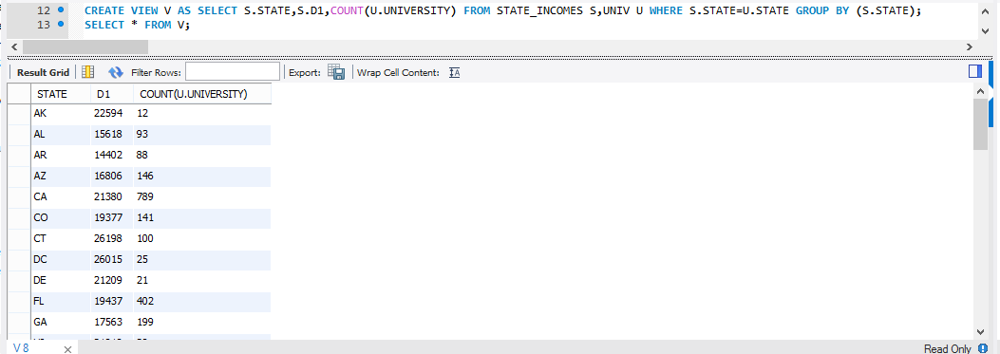 12 CREATE VIEW V AS SELECT S.STATE,S.D1,COUNT(U.UNIVERSITY) FROM STATE_INCOMES S,UNIV U WHERE S.STATE=U.STATE GROUP BY (S.STATE);
13 SELECT * FROM V;
Result Grid Filter Rows: Export: Wrap Cell Content:
STATE D1 COUNT(U.UNIVERSITY)
AK 22594 12
AL 15618 93
AR 14402 88
AZ 16806 146
CA 21380 789
CO 19377 141
CT 26198 100
DC 26015 25
DE 21209 21
FL 19437 402
GA 17563 199
V 8 Read Only